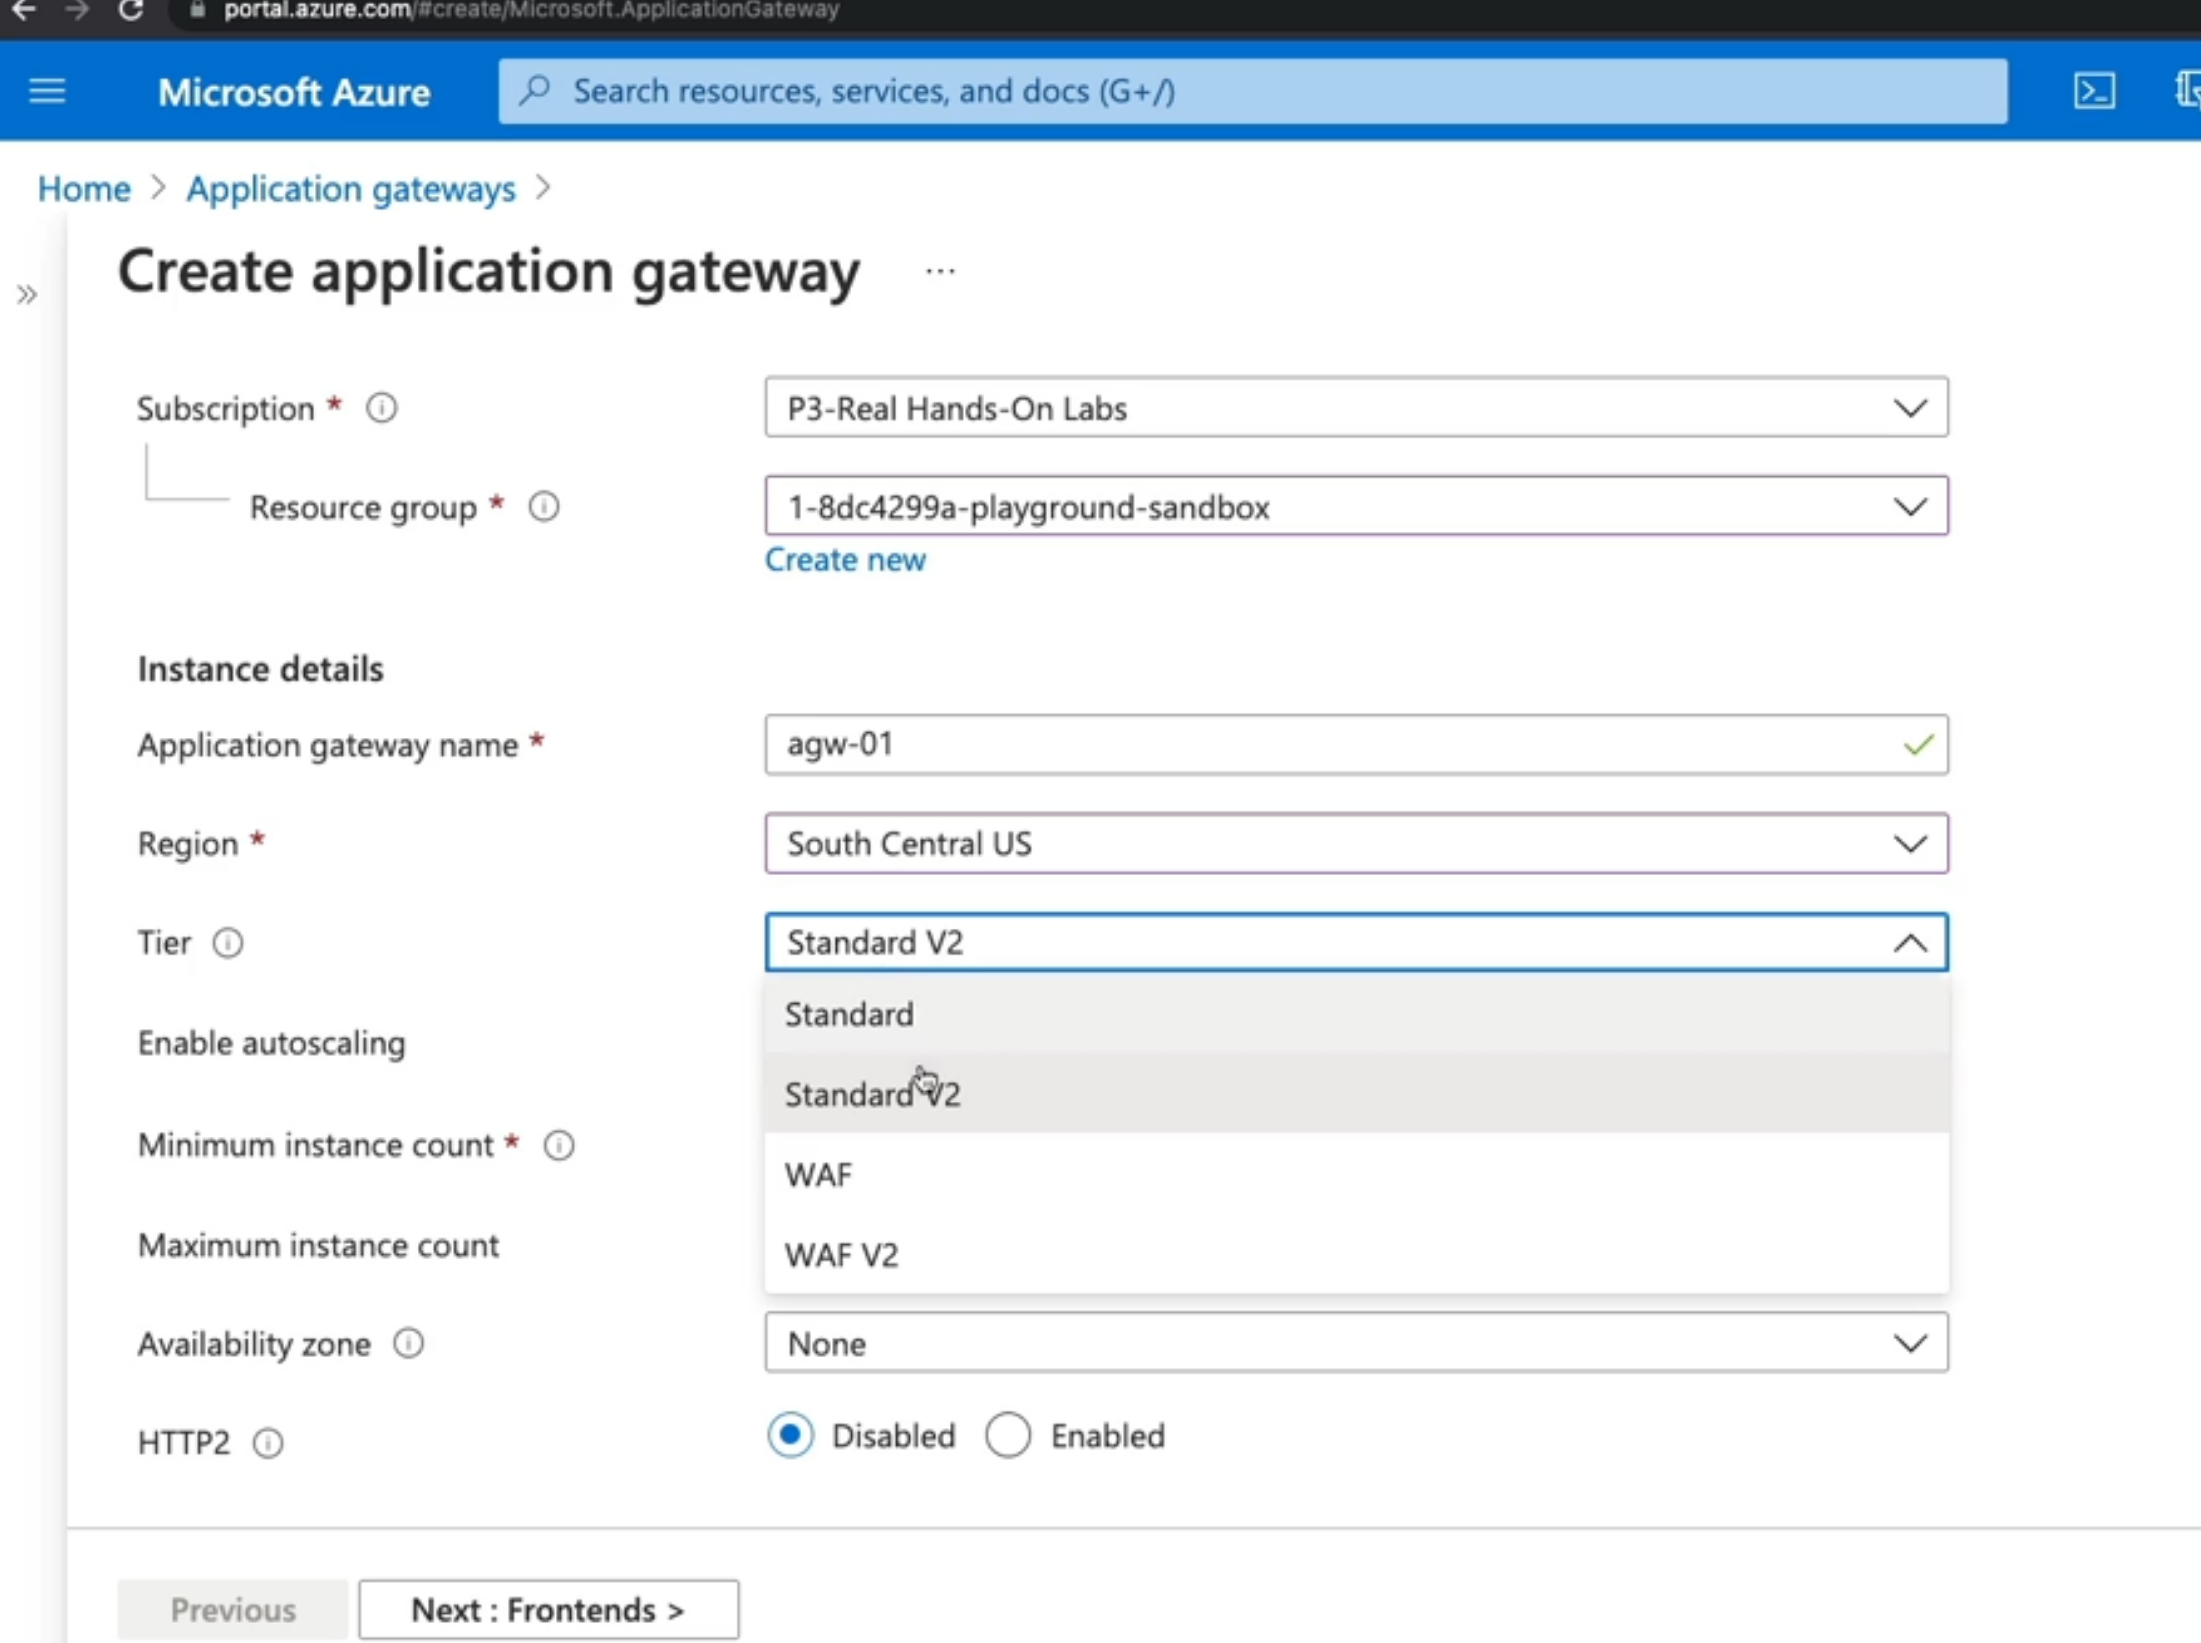 portal.azure.com/#create/Microsoft.ApplicationGateway
Microsoft Azure
Search resources, services, and docs (G+/)
Home > Application gateways >
Create application gateway ...
Subscription *
P3-Real Hands-On Labs
Resource group *
1-8dc4299a-playground-sandbox
Create new
Instance details
Application gateway name *
agw-01
Region *
South Central US
Tier
Standard V2
Standard
Enable autoscaling
Standard V2
Minimum instance count *
WAF
Maximum instance count
WAF V2
Availability zone
None
HTTP2
Disabled Enabled
Previous
Next : Frontends >